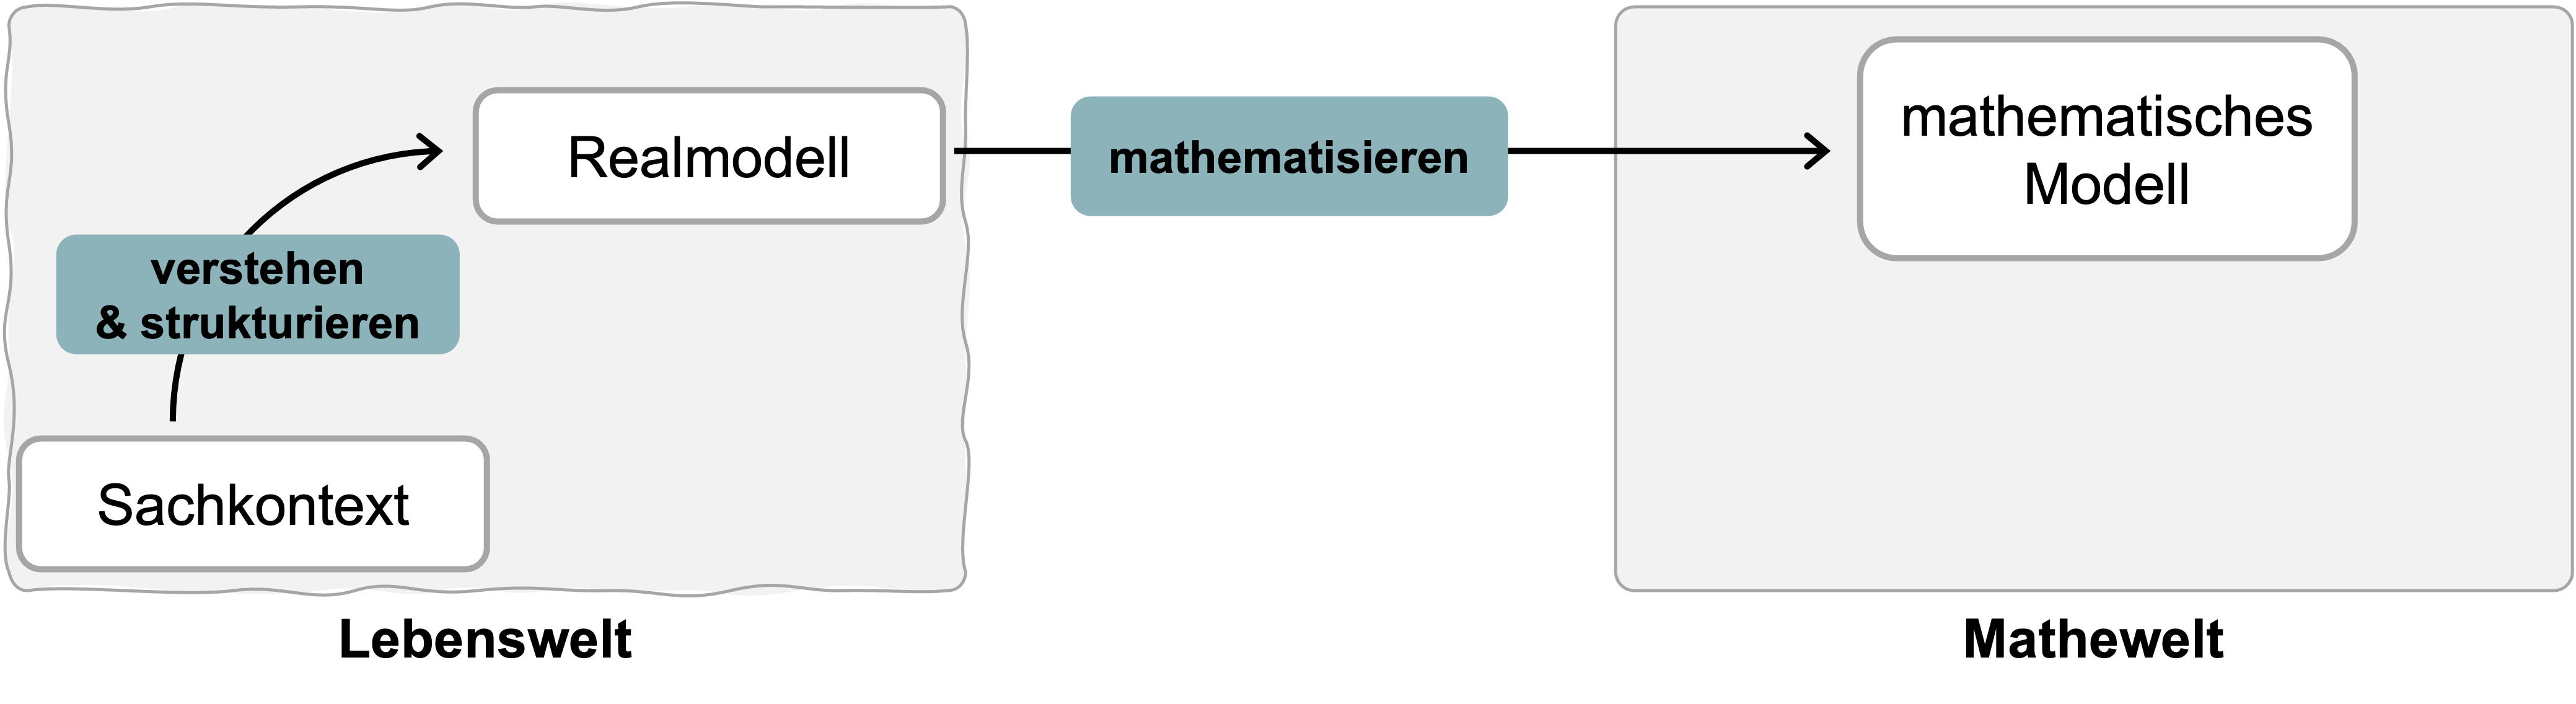 Realmodell
mathematisieren
mathematisches
Modell
verstehen
& strukturieren
Sachkontext
Lebenswelt
Mathewelt